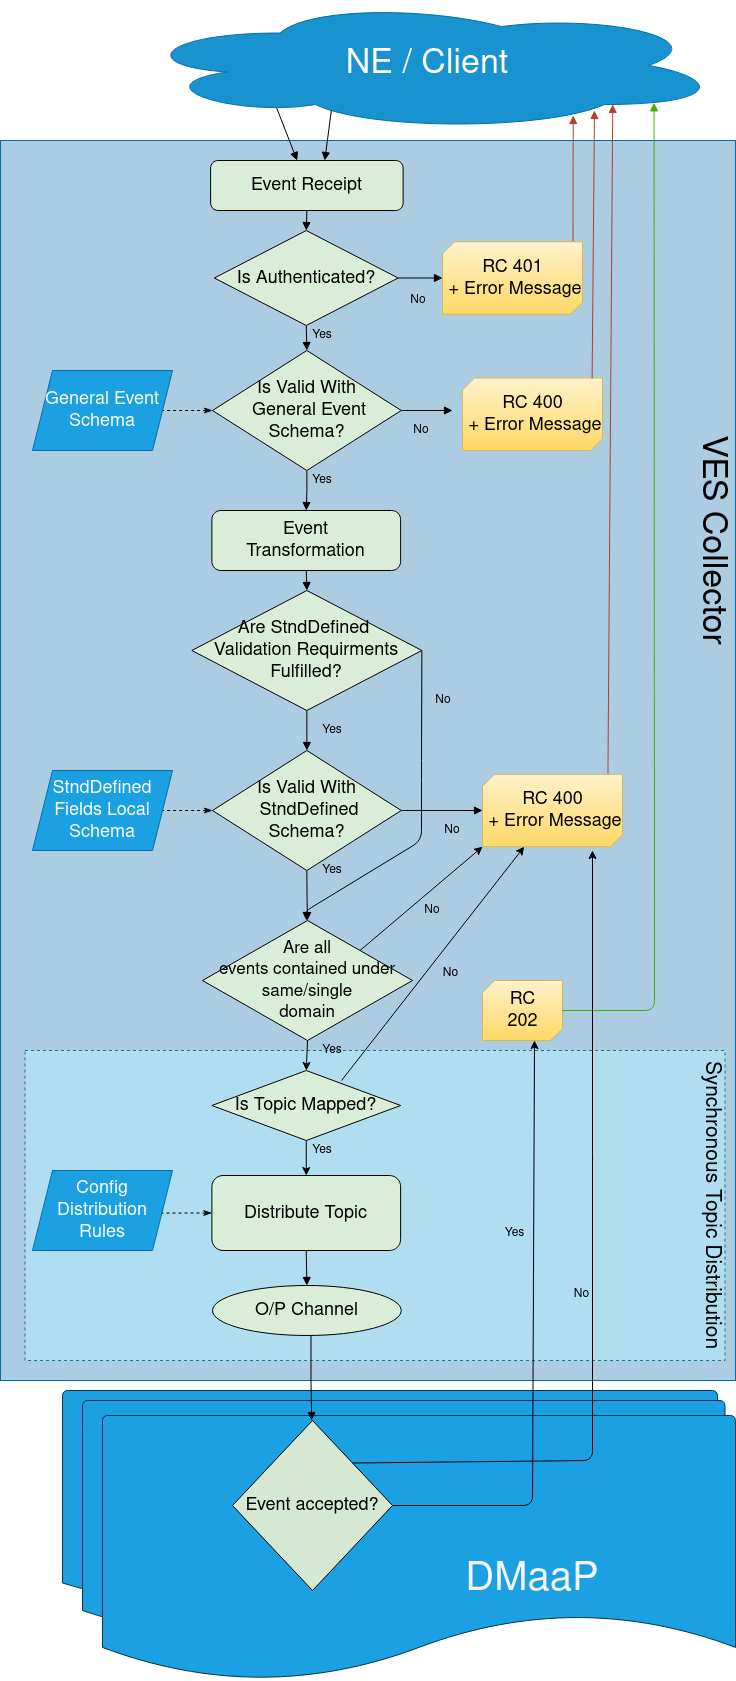 NE / Client
Event Receipt
Is Authenticated?
No
RC 401
+ Error Message
Yes
General Event
Schema
Is Valid With
General Event
Schema?
No
RC 400
+ Error Message
Yes
VES Collector
Event
Transformation
Are StndDefined
Validation Requirments
Fulfilled?
No
Yes
StndDefined
Fields Local
Schema
Is Valid With
StndDefined
Schema?
No
RC 400
+ Error Message
Yes
Are all
events contained under
same/single
domain
No
No
RC
202
Yes
Is Topic Mapped?
Yes
Synchronous Topic Distribution
Config
Distribution
Rules
Distribute Topic
Yes
No
O/P Channel
Event accepted?
DMaaP